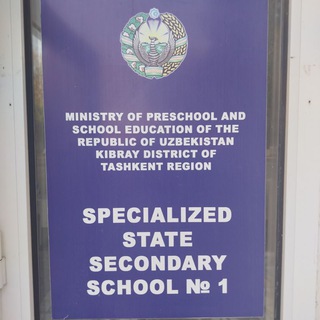 MINISTRY OF PRESCHOOL AND
SCHOOL EDUCATION OF THE
REPUBLIC OF UZBEKISTAN
KIBRAY DISTRICT OF
TASHKENT REGION
SPECIALIZED
STATE
SECONDARY
SCHOOL № 1